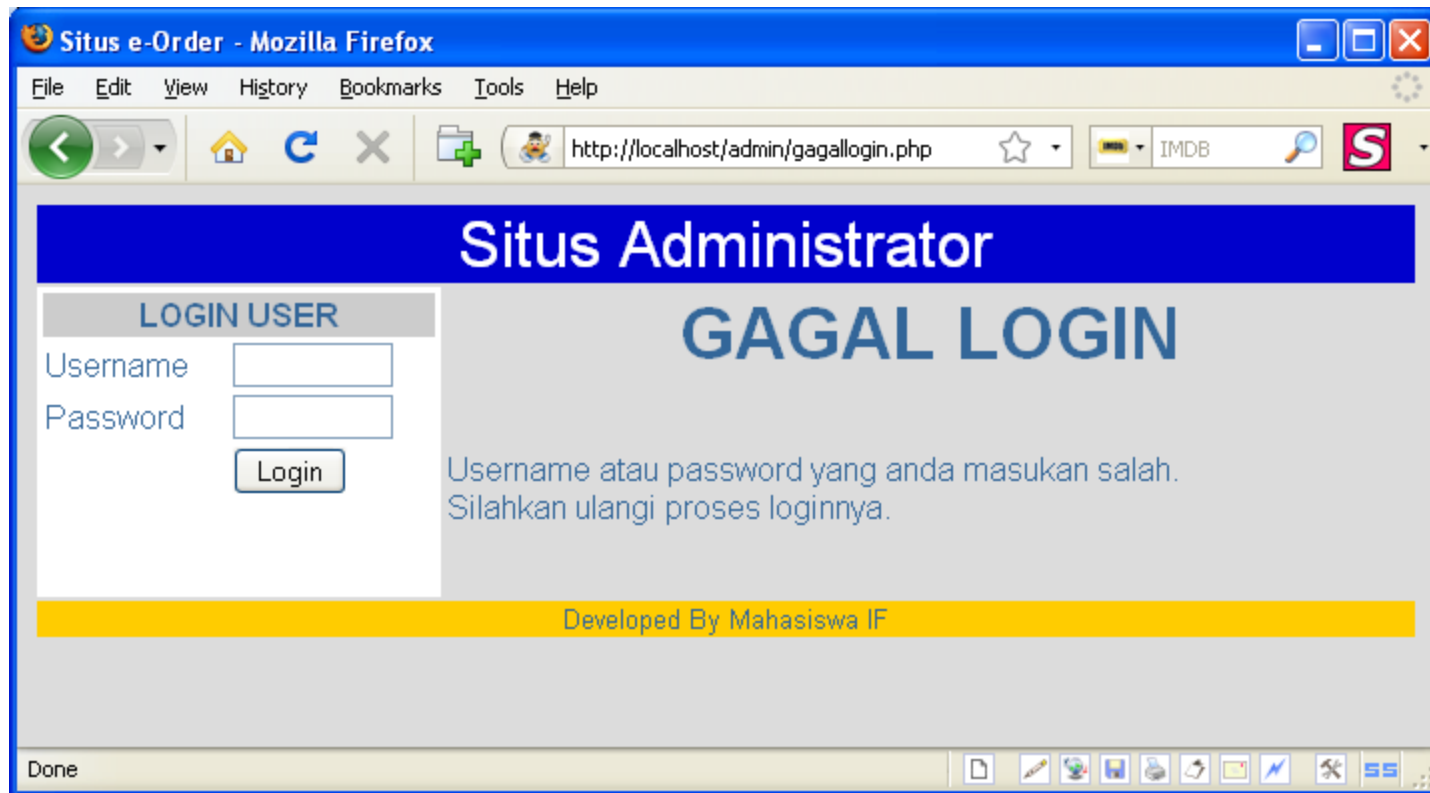 Situs e-Order - Mozilla Firefox
File Edit View History Bookmarks Tools Help
http://localhost/admin/gagallogin.php
IMDB
S
Situs Administrator
LOGIN USER
GAGAL LOGIN
Username
Password
Login
Username atau password yang anda masukan salah.
Silahkan ulangi proses loginnya.
Developed By Mahasiswa IF
Done